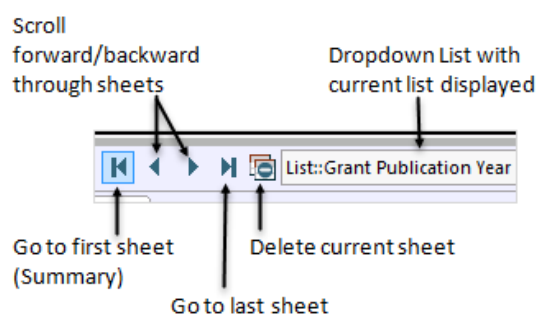 Scroll
forward/backward
through sheets
Dropdown List with
current list displayed
List::Grant Publication Year
Go to first sheet
(Summary)
Delete current sheet
Go to last sheet